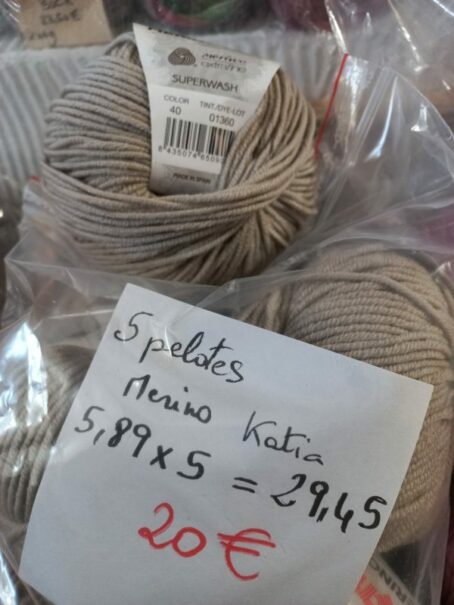 SUPERWASH
COLOR TINT./DYE-LOT
40 01360
MADE IN SPAIN
5 pelotes
Merino Katia
5,89 x 5 = 29,45
20 €